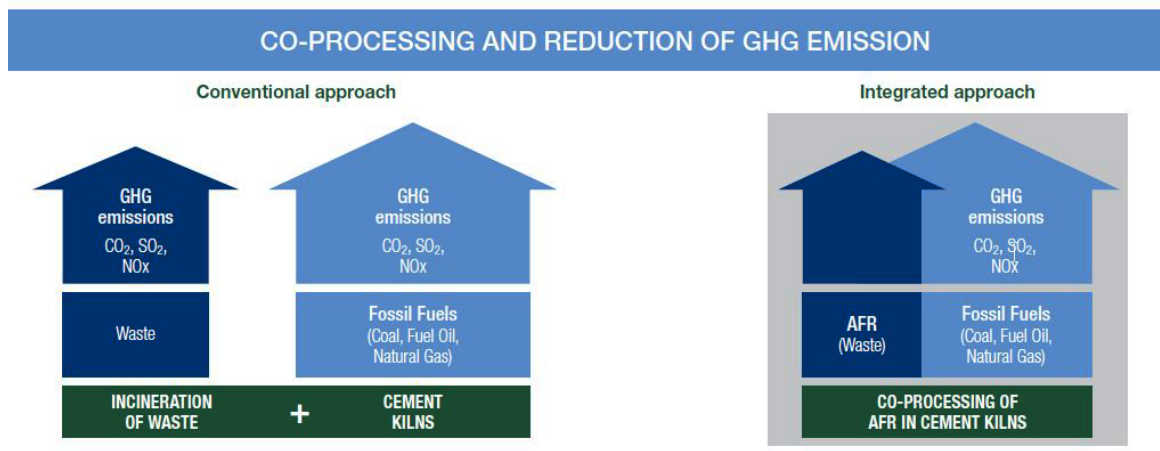 CO-PROCESSING AND REDUCTION OF GHG EMISSION
Conventional approach
GHG
emissions
CO₂, SO₂,
NOx
Waste
INCINERATION
OF WASTE
+
GHG
emissions
CO₂, SO₂,
NOx
Fossil Fuels
(Coal, Fuel Oil,
Natural Gas)
CEMENT
KILNS
Integrated approach
GHG
emissions
CO₂, SO₂,
NOx
AFR
(Waste)
Fossil Fuels
(Coal, Fuel Oil,
Natural Gas)
CO-PROCESSING OF
AFR IN CEMENT KILNS